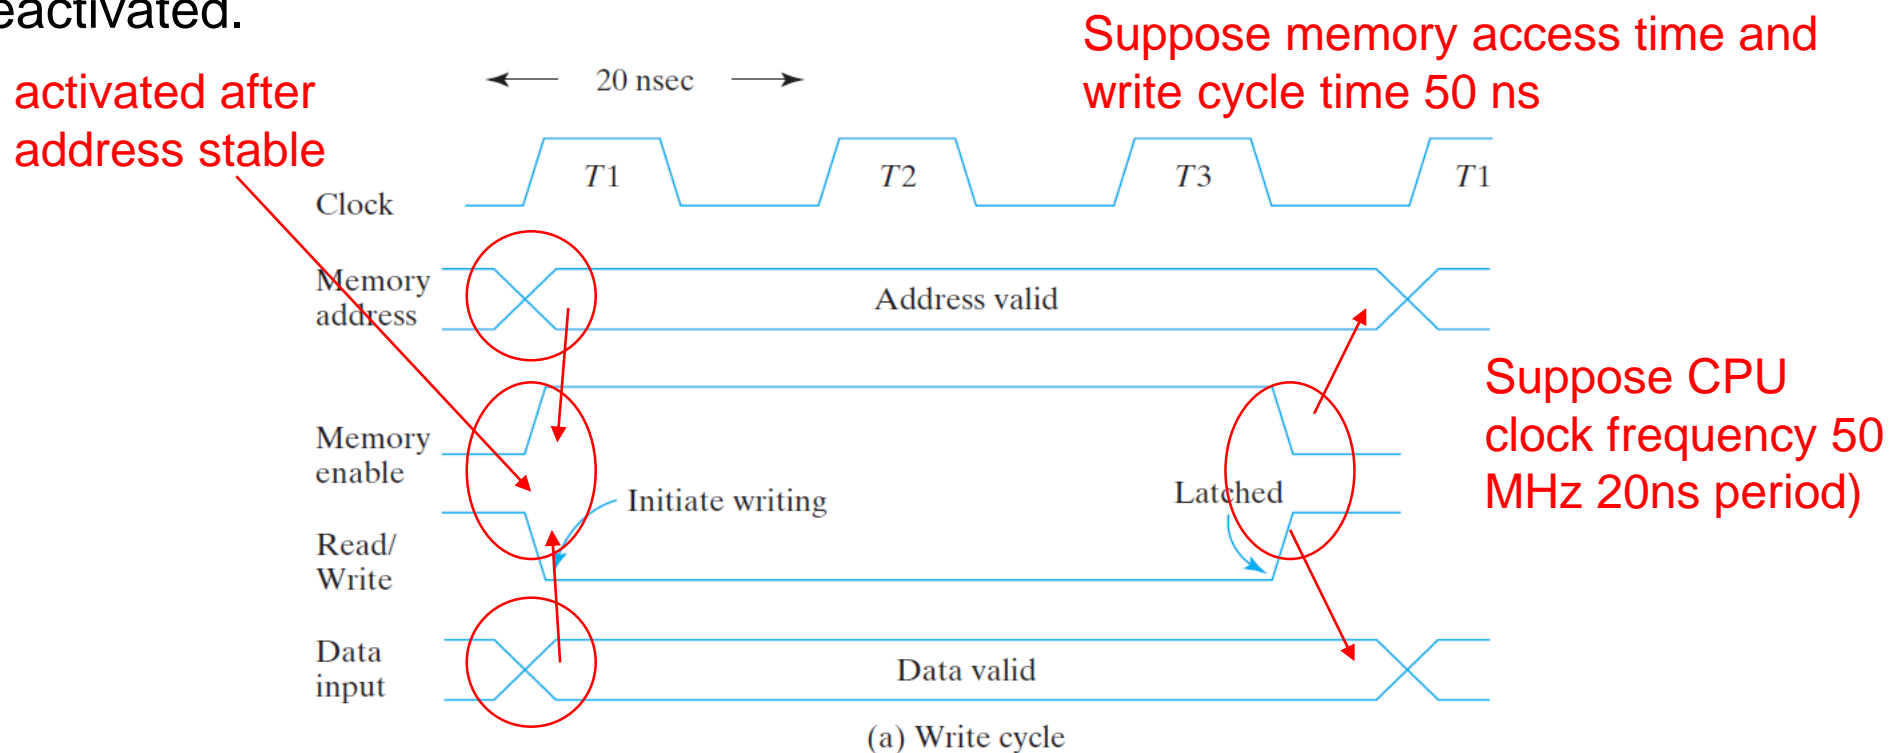 eactivated.
Suppose memory access time and
write cycle time 50 ns
activated after
address stable
20 nsec
T1
T2
T3
T1
Clock
Memory
address
Address valid
Suppose CPU
clock frequency 50
MHz 20ns period)
Memory
enable
Initiate writing
Latched
Read/
Write
Data
input
Data valid
(a) Write cycle